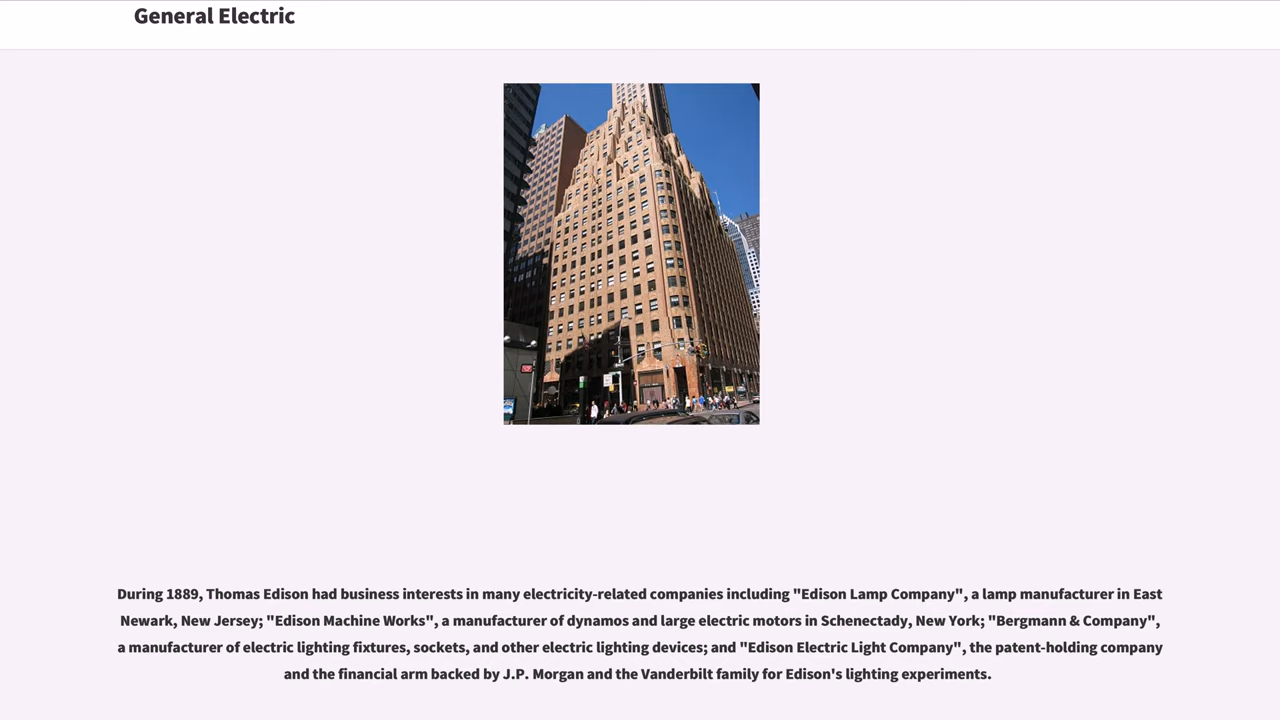 General Electric
During 1889, Thomas Edison had business interests in many electricity-related companies including "Edison Lamp Company", a lamp manufacturer in East
Newark, New Jersey; "Edison Machine Works", a manufacturer of dynamos and large electric motors in Schenectady, New York; "Bergmann & Company",
a manufacturer of electric lighting fixtures, sockets, and other electric lighting devices; and "Edison Electric Light Company", the patent-holding company
and the financial arm backed by J.P. Morgan and the Vanderbilt family for Edison's lighting experiments.